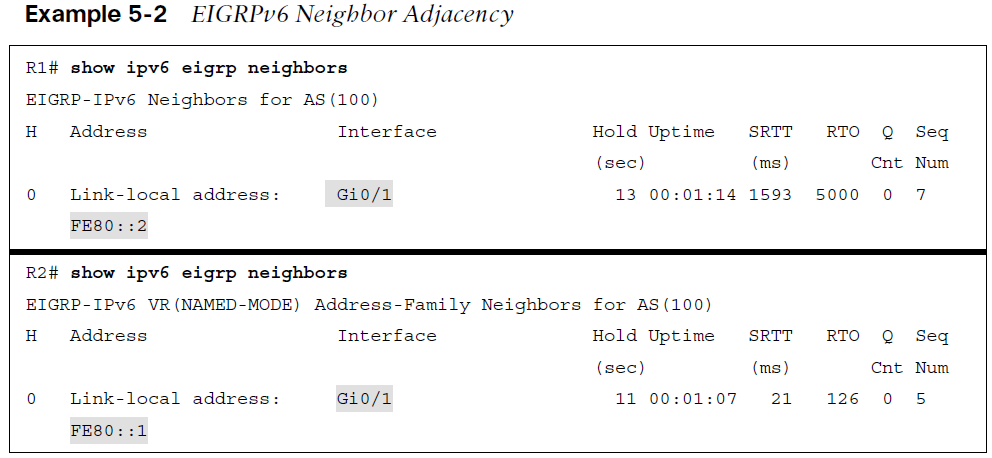 Example 5-2 EIGRPv6 Neighbor Adjacency
R1# show ipv6 eigrp neighbors
EIGRP-IPv6 Neighbors for AS(100)
H Address Interface Hold Uptime SRTT RTO Q Seq
(sec) (ms) Cnt Num
0 Link-local address: Gi0/1 13 00:01:14 1593 5000 0 7
FE80::2
R2# show ipv6 eigrp neighbors
EIGRP-IPv6 VR(NAMED-MODE) Address-Family Neighbors for AS(100)
H Address Interface Hold Uptime SRTT RTO Q Seq
(sec) (ms) Cnt Num
0 Link-local address: Gi0/1 11 00:01:07 21 126 0 5
FE80::1